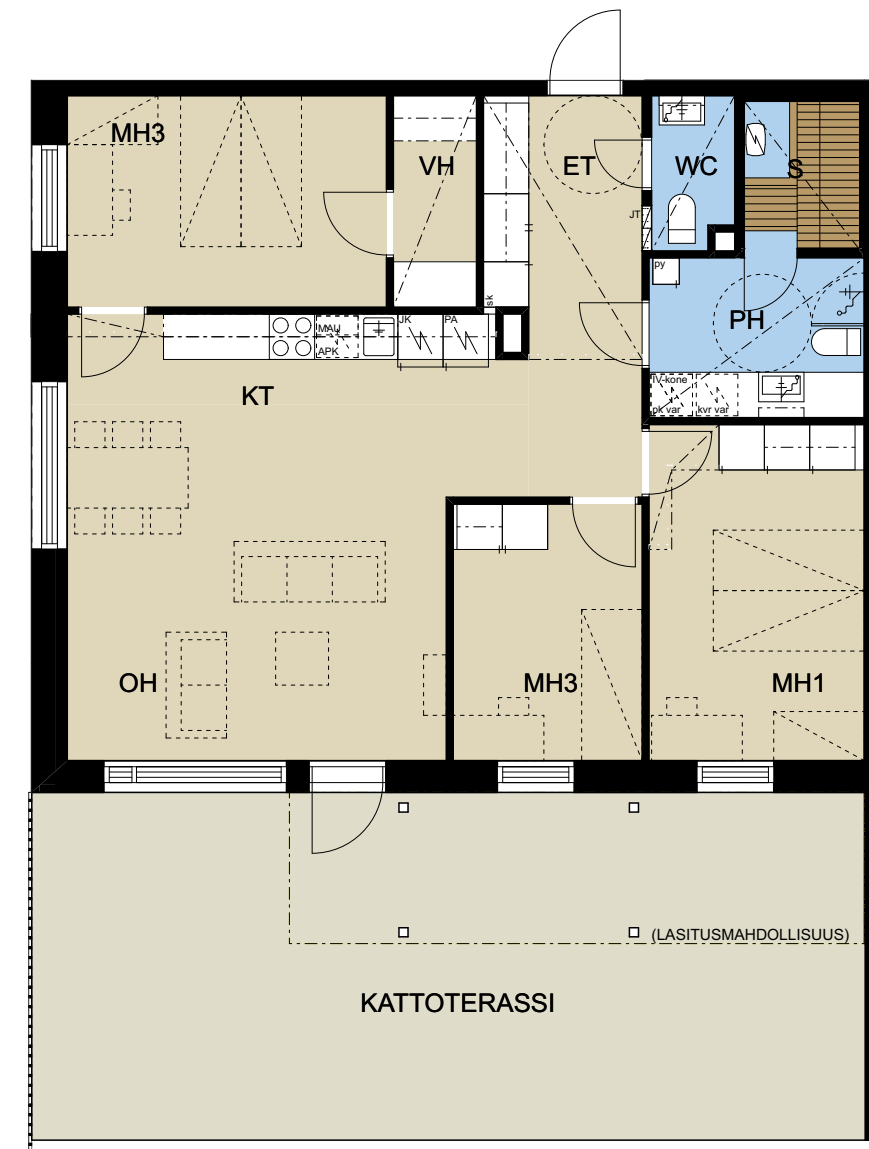 MH3
VH
ET
WC
S
JT
sk
py
PH
MAU
JK
PA
APK
IV-kone
pk var
kvr var
KT
OH
MH3
MH1
(LASITUSMAHDOLLISUUS)
KATTOTERASSI